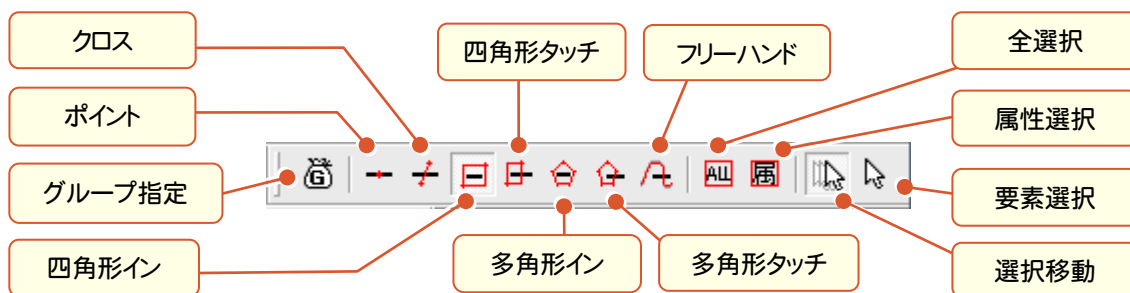 クロス
四角形タッチ
フリーハンド
全選択
ポイント
属性選択
グループ指定
G
ALL
属
要素選択
四角形イン
多角形イン
多角形タッチ
選択移動